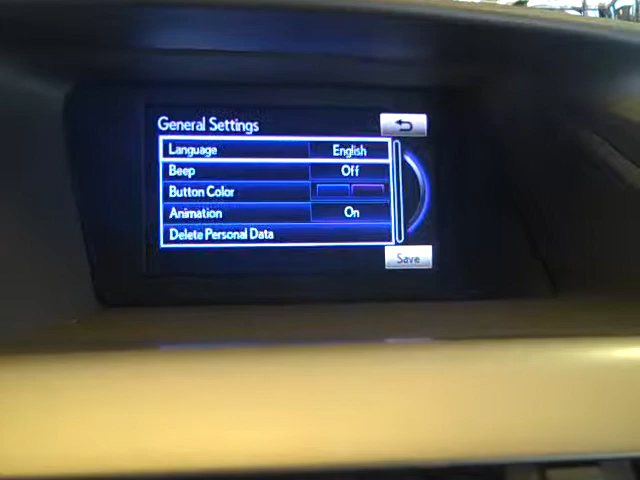 General Settings
Language English
Beep Off
Button Color
Animation On
Delete Personal Data
Save